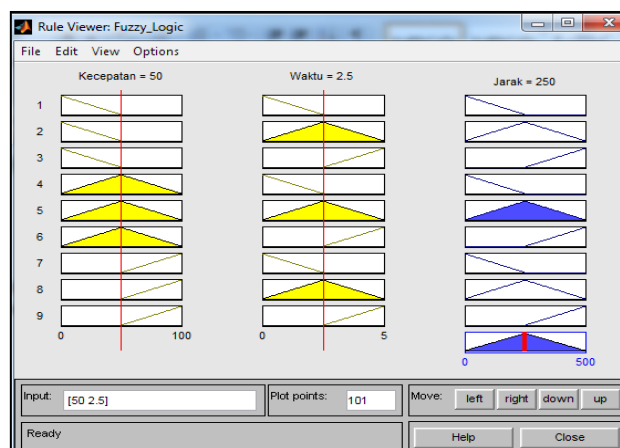 Rule Viewer: Fuzzy_Logic
File Edit View Options
Kecepatan = 50 Waktu = 2.5 Jarak = 250
1
2
3
4
5
6
7
8
9
0 100 0 5
0 500
Input: [50 2.5] Plot points: 101 Move: left right down up
Ready Help Close